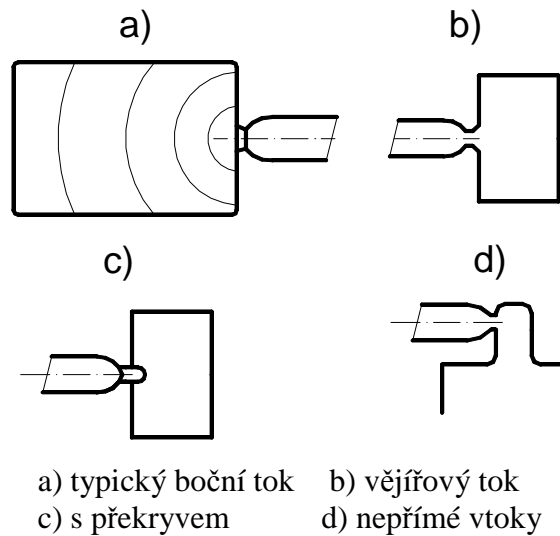 a) b)
c) d)
a) typický boční tok b) vějířový tok
c) s překryvem d) nepřímé vtoky